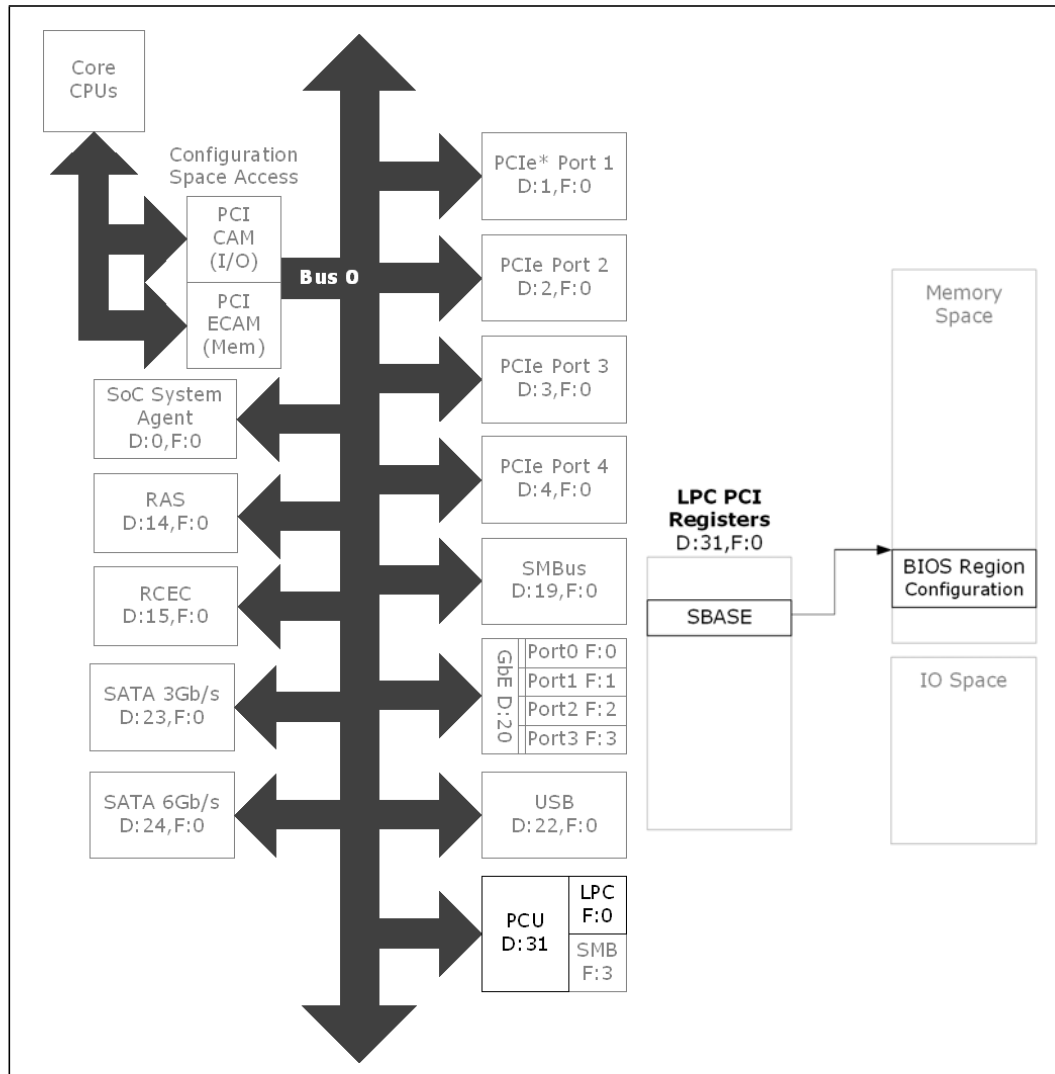 Core
CPUs
Configuration
Space Access
PCI
CAM
(I/O)
PCI
ECAM
(Mem)
Bus 0
SoC System
Agent
D:0,F:0
RAS
D:14,F:0
RCEC
D:15,F:0
SATA 3Gb/s
D:23,F:0
SATA 6Gb/s
D:24,F:0
PCIe* Port 1
D:1,F:0
PCIe Port 2
D:2,F:0
PCIe Port 3
D:3,F:0
PCIe Port 4
D:4,F:0
SMBus
D:19,F:0
GbE D:20
Port0 F:0
Port1 F:1
Port2 F:2
Port3 F:3
USB
D:22,F:0
PCU
D:31
LPC
F:0
SMB
F:3
LPC PCI
Registers
D:31,F:0
SBASE
Memory
Space
BIOS Region
Configuration
IO Space